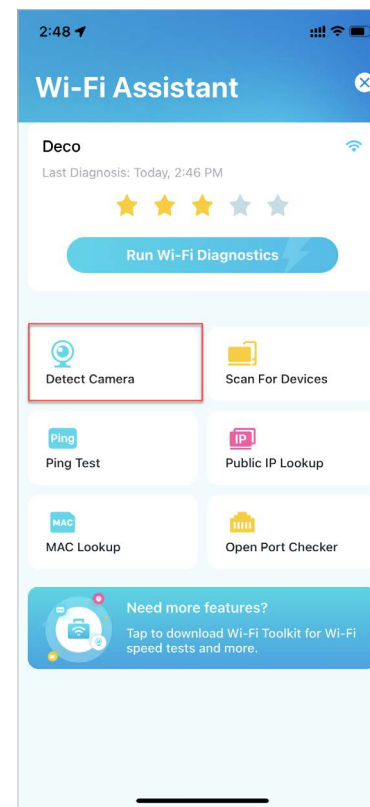 2:48
Wi-Fi Assistant
Deco
Last Diagnosis: Today, 2:46 PM
Run Wi-Fi Diagnostics
Detect Camera
Scan For Devices
Ping
Ping Test
IP
Public IP Lookup
MAC
MAC Lookup
Open Port Checker
Need more features?
Tap to download Wi-Fi Toolkit for Wi-Fi
speed tests and more.